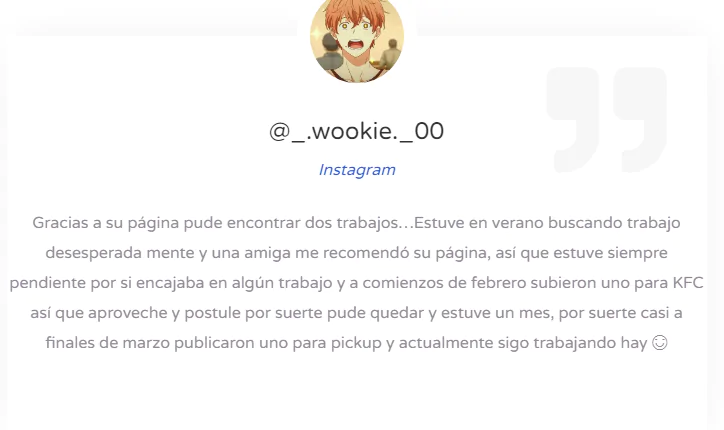 @_.wookie._00
Instagram
Gracias a su página pude encontrar dos trabajos...Estuve en verano buscando trabajo
desesperada mente y una amiga me recomendó su página, así que estuve siempre
pendiente por si encajaba en algún trabajo y a comienzos de febrero subieron uno para KFC
así que aproveche y postule por suerte pude quedar y estuve un mes, por suerte casi a
finales de marzo publicaron uno para pickup y actualmente sigo trabajando hay 😊